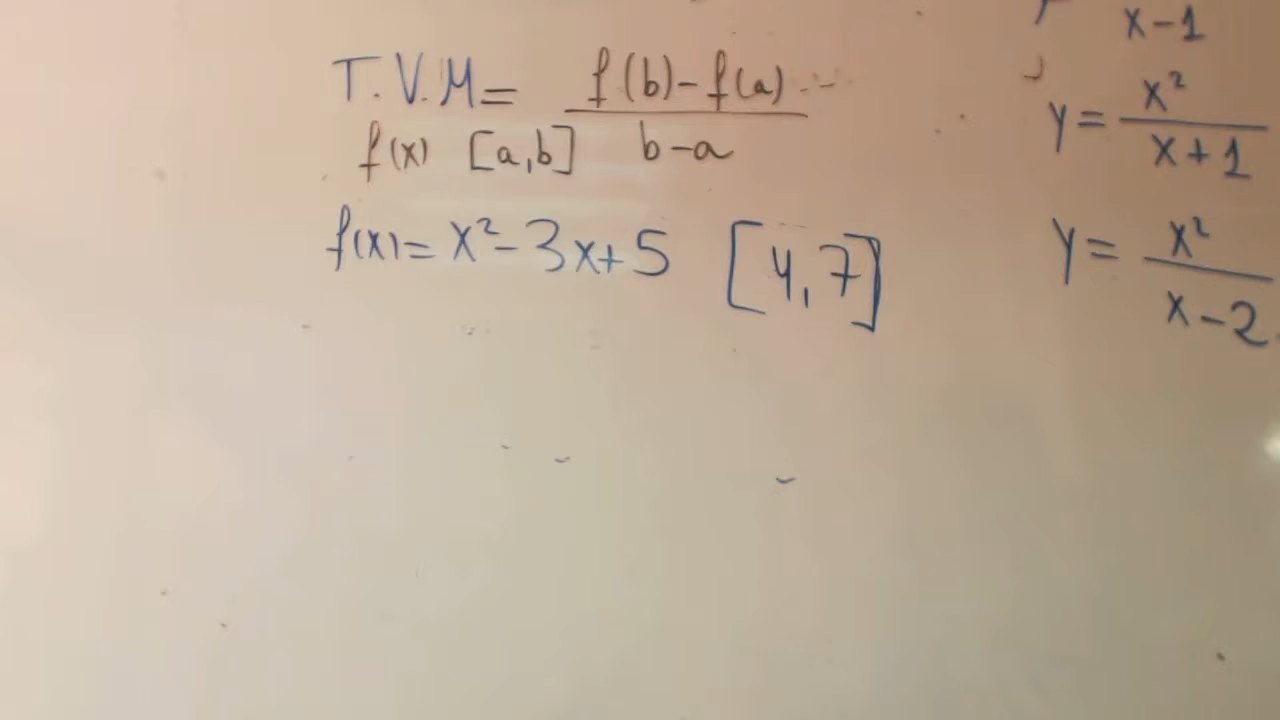 T.V.M = f(b)-f(a)
f(x) [a,b] b-a
f(x)= x²-3x+5 [4,7]
x-1
y= x²
x+1
y= x²
x-2